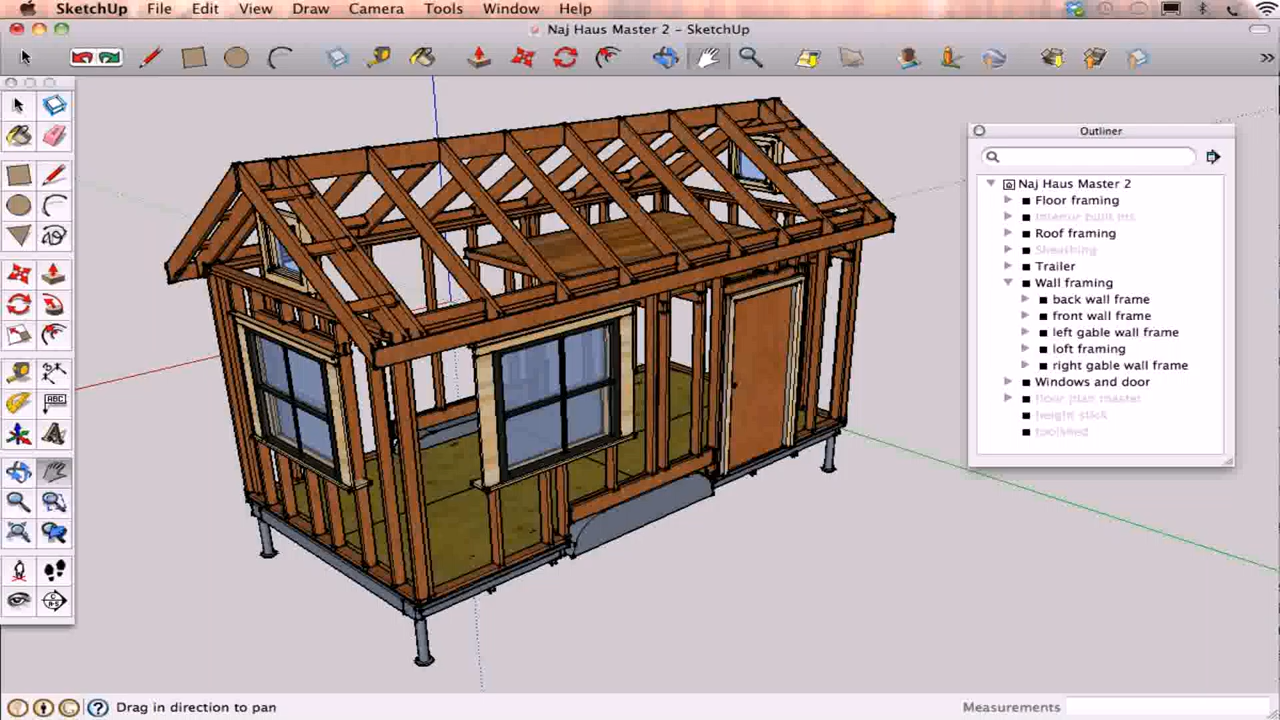 SketchUp File Edit View Draw Camera Tools Window Help
Naj Haus Master 2 – SketchUp
Outliner
Naj Haus Master 2
Floor framing
Interior built ins
Roof framing
Sheathing
Trailer
Wall framing
back wall frame
front wall frame
left gable wall frame
loft framing
right gable wall frame
Windows and door
floor plan master
height stick
toolshed
ABC
Drag in direction to pan
Measurements